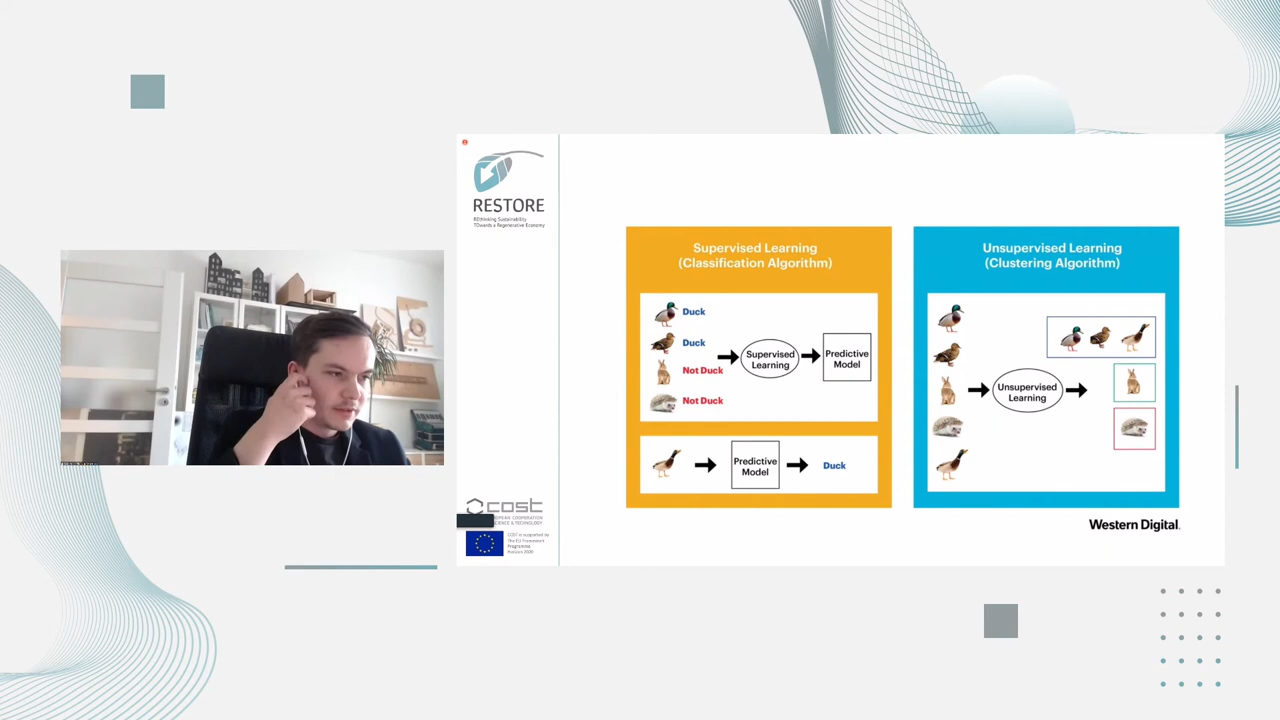 RESTORE
REthinking Sustainability
TOwards a Regenerative Economy
Supervised Learning
(Classification Algorithm)
Duck
Duck
Not Duck
Not Duck
Supervised
Learning
Predictive
Model
Predictive
Model
Duck
Unsupervised Learning
(Clustering Algorithm)
Unsupervised
Learning
Western Digital.
cost
EUROPEAN COOPERATION
SCIENCE & TECHNOLOGY
COST is supported by
The EU Framework
Programme
Horizon 2020